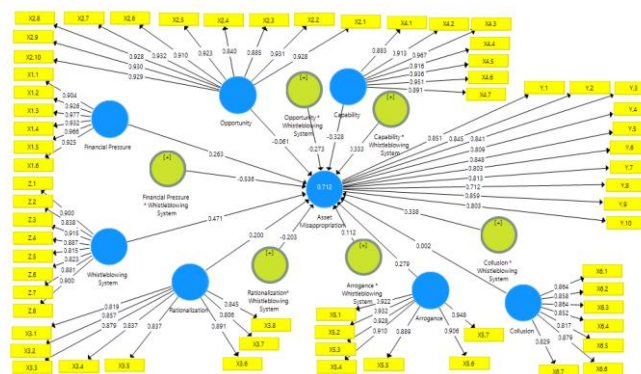 X2.8
X2.7
X2.6
X2.5
X2.4
X2.3
X2.2
X2.1
X4.1
X4.2
X4.3
X2.9
X2.10
0.928
0.932
0.910
0.923
0.840
0.885
0.931
0.928
0.930
0.929
0.883
0.913
0.967
0.916
0.936
0.951
0.891
X4.4
X4.5
X4.6
X4.7
X1.1
X1.2
X1.3
X1.4
X1.5
X1.6
0.904
0.926
0.977
0.932
0.966
0.925
Financial Pressure
Opportunity
[+]
Opportunity *
Whistleblowing
System
Capability
[+]
Capability *
Whistleblowing
System
Y.1
Y.2
Y.3
Y.4
Y.5
Y.6
Y.7
Y.8
Y.9
Y.10
0.851
0.845
0.841
0.809
0.848
0.803
0.813
0.712
0.859
0.803
-0.061
-0.273
-0.328
0.333
0.263
[+]
Financial Pressure
* Whistleblowing
System
-0.536
0.712
Asset
Misappropriation
Z.1
Z.2
Z.3
Z.4
Z.5
Z.6
Z.7
Z.8
0.900
0.838
0.915
0.887
0.815
0.823
0.881
0.900
Whistleblowing
System
0.471
0.200
-0.203
0.112
0.279
0.002
0.338
[+]
Collusion *
Whistleblowing
System
Rationalization
[+]
Rationalization*
Whistleblowing
System
[+]
Arrogance *
Whistleblowing
System
Arrogance
Collusion
0.819
0.857
0.879
0.837
0.837
0.891
0.806
0.845
X3.1
X3.2
X3.3
X3.4
X3.5
X3.6
X3.7
X3.8
0.922
0.932
0.928
0.910
0.889
0.906
0.948
X5.1
X5.2
X5.3
X5.4
X5.5
X5.6
X5.7
0.864
0.856
0.864
0.852
0.817
0.879
0.829
X6.1
X6.2
X6.3
X6.4
X6.5
X6.6
X6.7